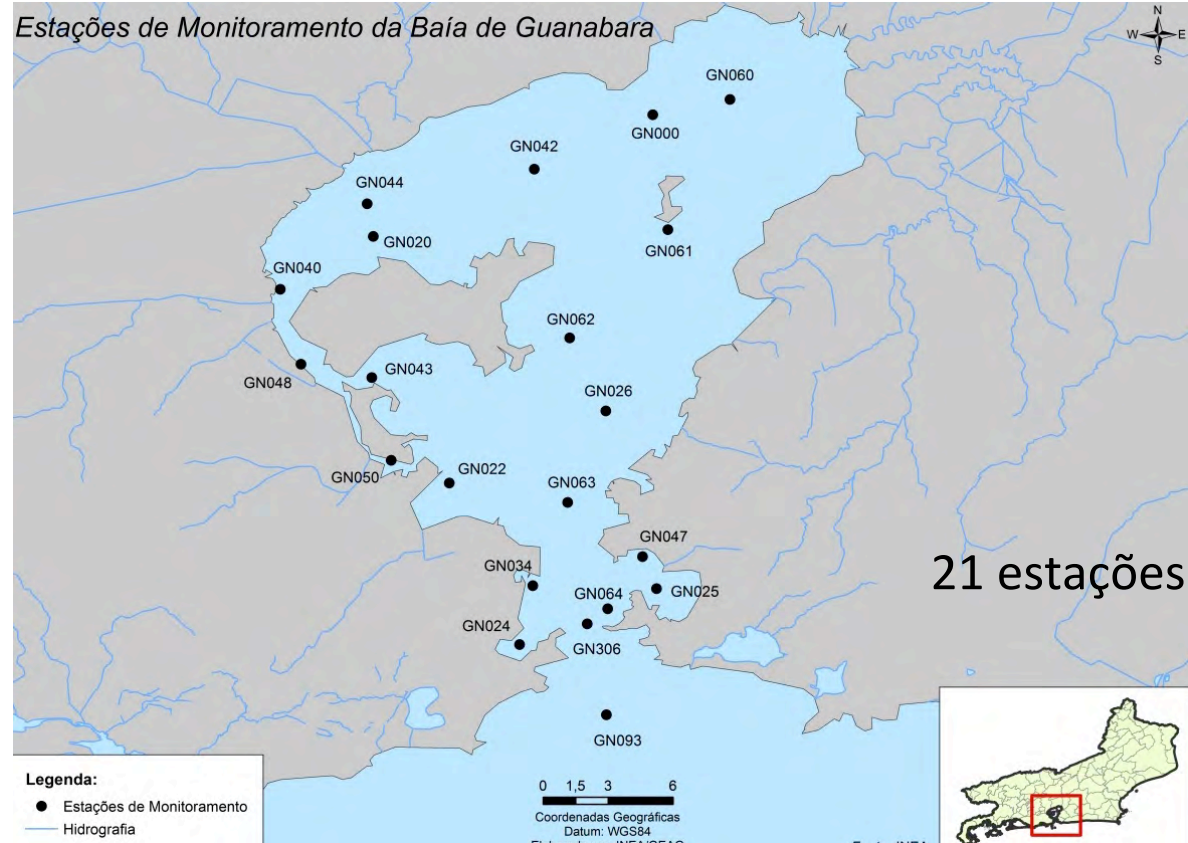 Estações de Monitoramento da Baía de Guanabara
N
W E
S
GN060
GN000
GN042
GN044
GN020
GN061
GN040
GN062
GN048
GN043
GN026
GN050
GN022
GN063
GN047
GN034
21 estações
GN025
GN064
GN024
GN306
GN093
Legenda:
Estações de Monitoramento
Hidrografia
0 1,5 3 6
Coordenadas Geográficas
Datum: WGS84